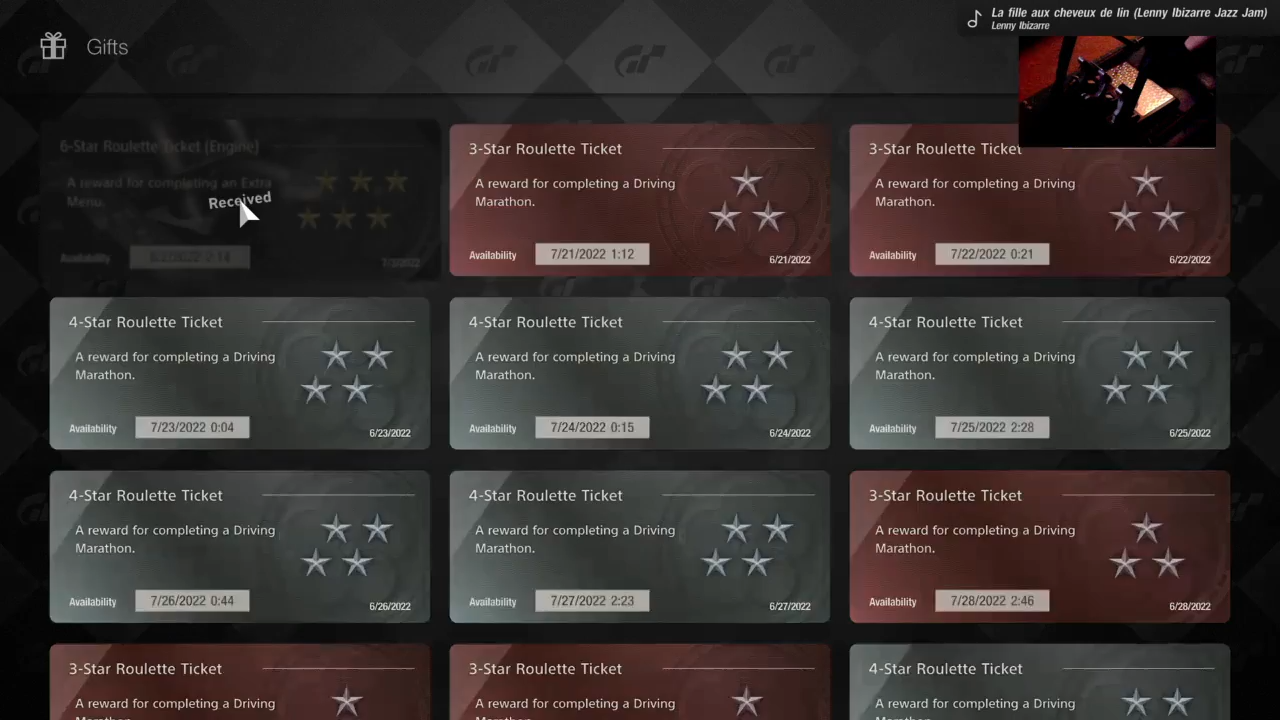 La fille aux cheveux de lin (Lenny Ibizarre Jazz Jam)
Lenny Ibizarre
Gifts
6-Star Roulette Ticket (Engine)
A reward for completing an Extra
Menu.
Received
Availability
3-Star Roulette Ticket
A reward for completing a Driving
Marathon.
Availability 7/21/2022 1:12 6/21/2022
3-Star Roulette Ticket
A reward for completing a Driving
Marathon.
Availability 7/22/2022 0:21 6/22/2022
4-Star Roulette Ticket
A reward for completing a Driving
Marathon.
Availability 7/23/2022 0:04 6/23/2022
4-Star Roulette Ticket
A reward for completing a Driving
Marathon.
Availability 7/24/2022 0:15 6/24/2022
4-Star Roulette Ticket
A reward for completing a Driving
Marathon.
Availability 7/25/2022 2:28 6/25/2022
4-Star Roulette Ticket
A reward for completing a Driving
Marathon.
Availability 7/26/2022 0:44 6/26/2022
4-Star Roulette Ticket
A reward for completing a Driving
Marathon.
Availability 7/27/2022 2:23 6/27/2022
3-Star Roulette Ticket
A reward for completing a Driving
Marathon.
Availability 7/28/2022 2:46 6/28/2022
3-Star Roulette Ticket
A reward for completing a Driving
Marathon.
3-Star Roulette Ticket
A reward for completing a Driving
Marathon.
4-Star Roulette Ticket
A reward for completing a Driving
Marathon.